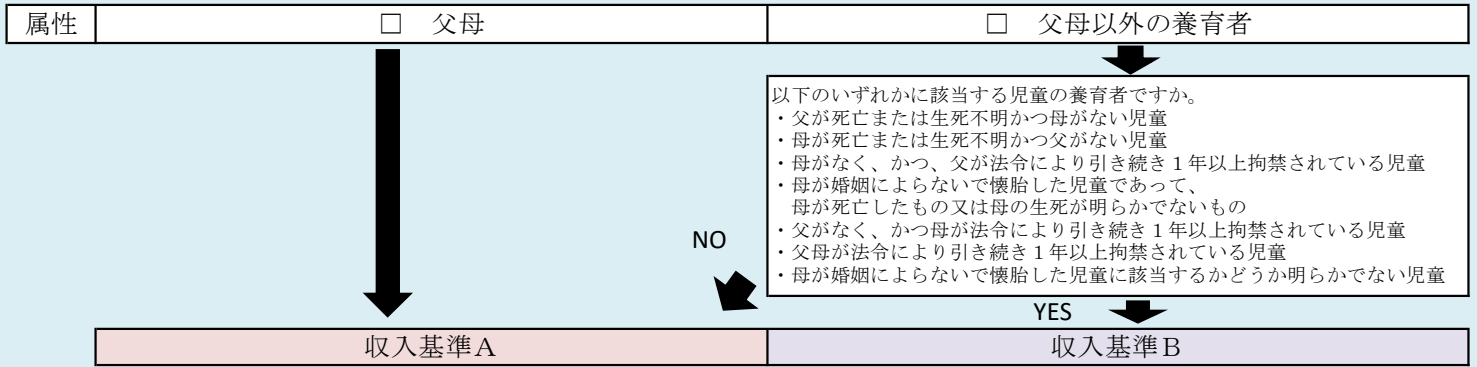 属性 □ 父母 □ 父母以外の養育者
以下のいずれかに該当する児童の養育者ですか。
・父が死亡または生死不明かつ母がない児童
・母が死亡または生死不明かつ父がない児童
・母がなく、かつ、父が法令により引き続き１年以上拘禁されている児童
・母が婚姻によらないで懐胎した児童であって、
母が死亡したもの又は母の生死が明らかでないもの
・父がなく、かつ母が法令により引き続き１年以上拘禁されている児童
・父母が法令により引き続き１年以上拘禁されている児童
・母が婚姻によらないで懐胎した児童に該当するかどうか明らかでない児童
NO
YES
収入基準Ａ 収入基準Ｂ